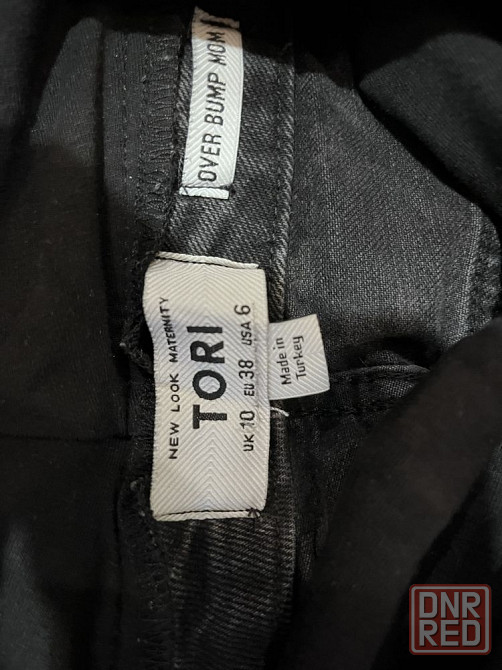 OVER BUMP MOM
NEW LOOK MATERNITY
TORI
UK 10 EU 38 USA 6
Made in
Turkey
DNR
RED